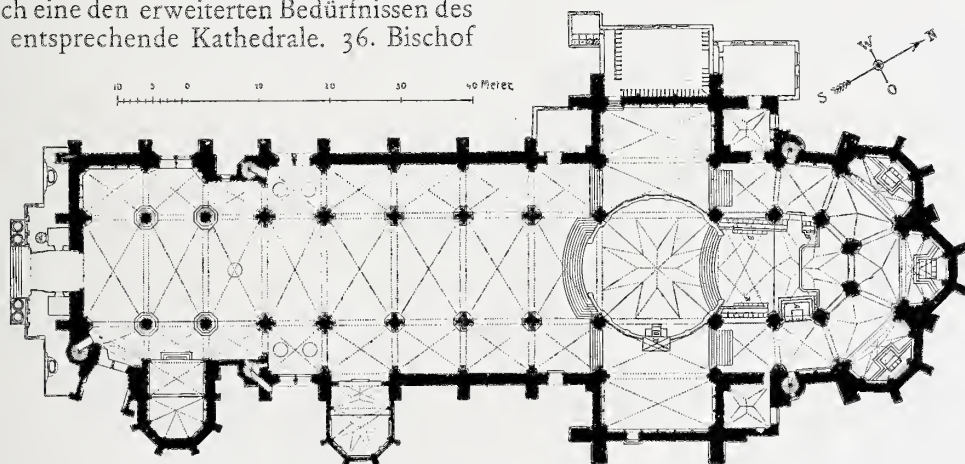 ch eine den erweiterten Bedürfnissen des
entsprechende Kathedrale. 36. Bischof
10 5 0 10 20 30 40 Meter
W N
S O